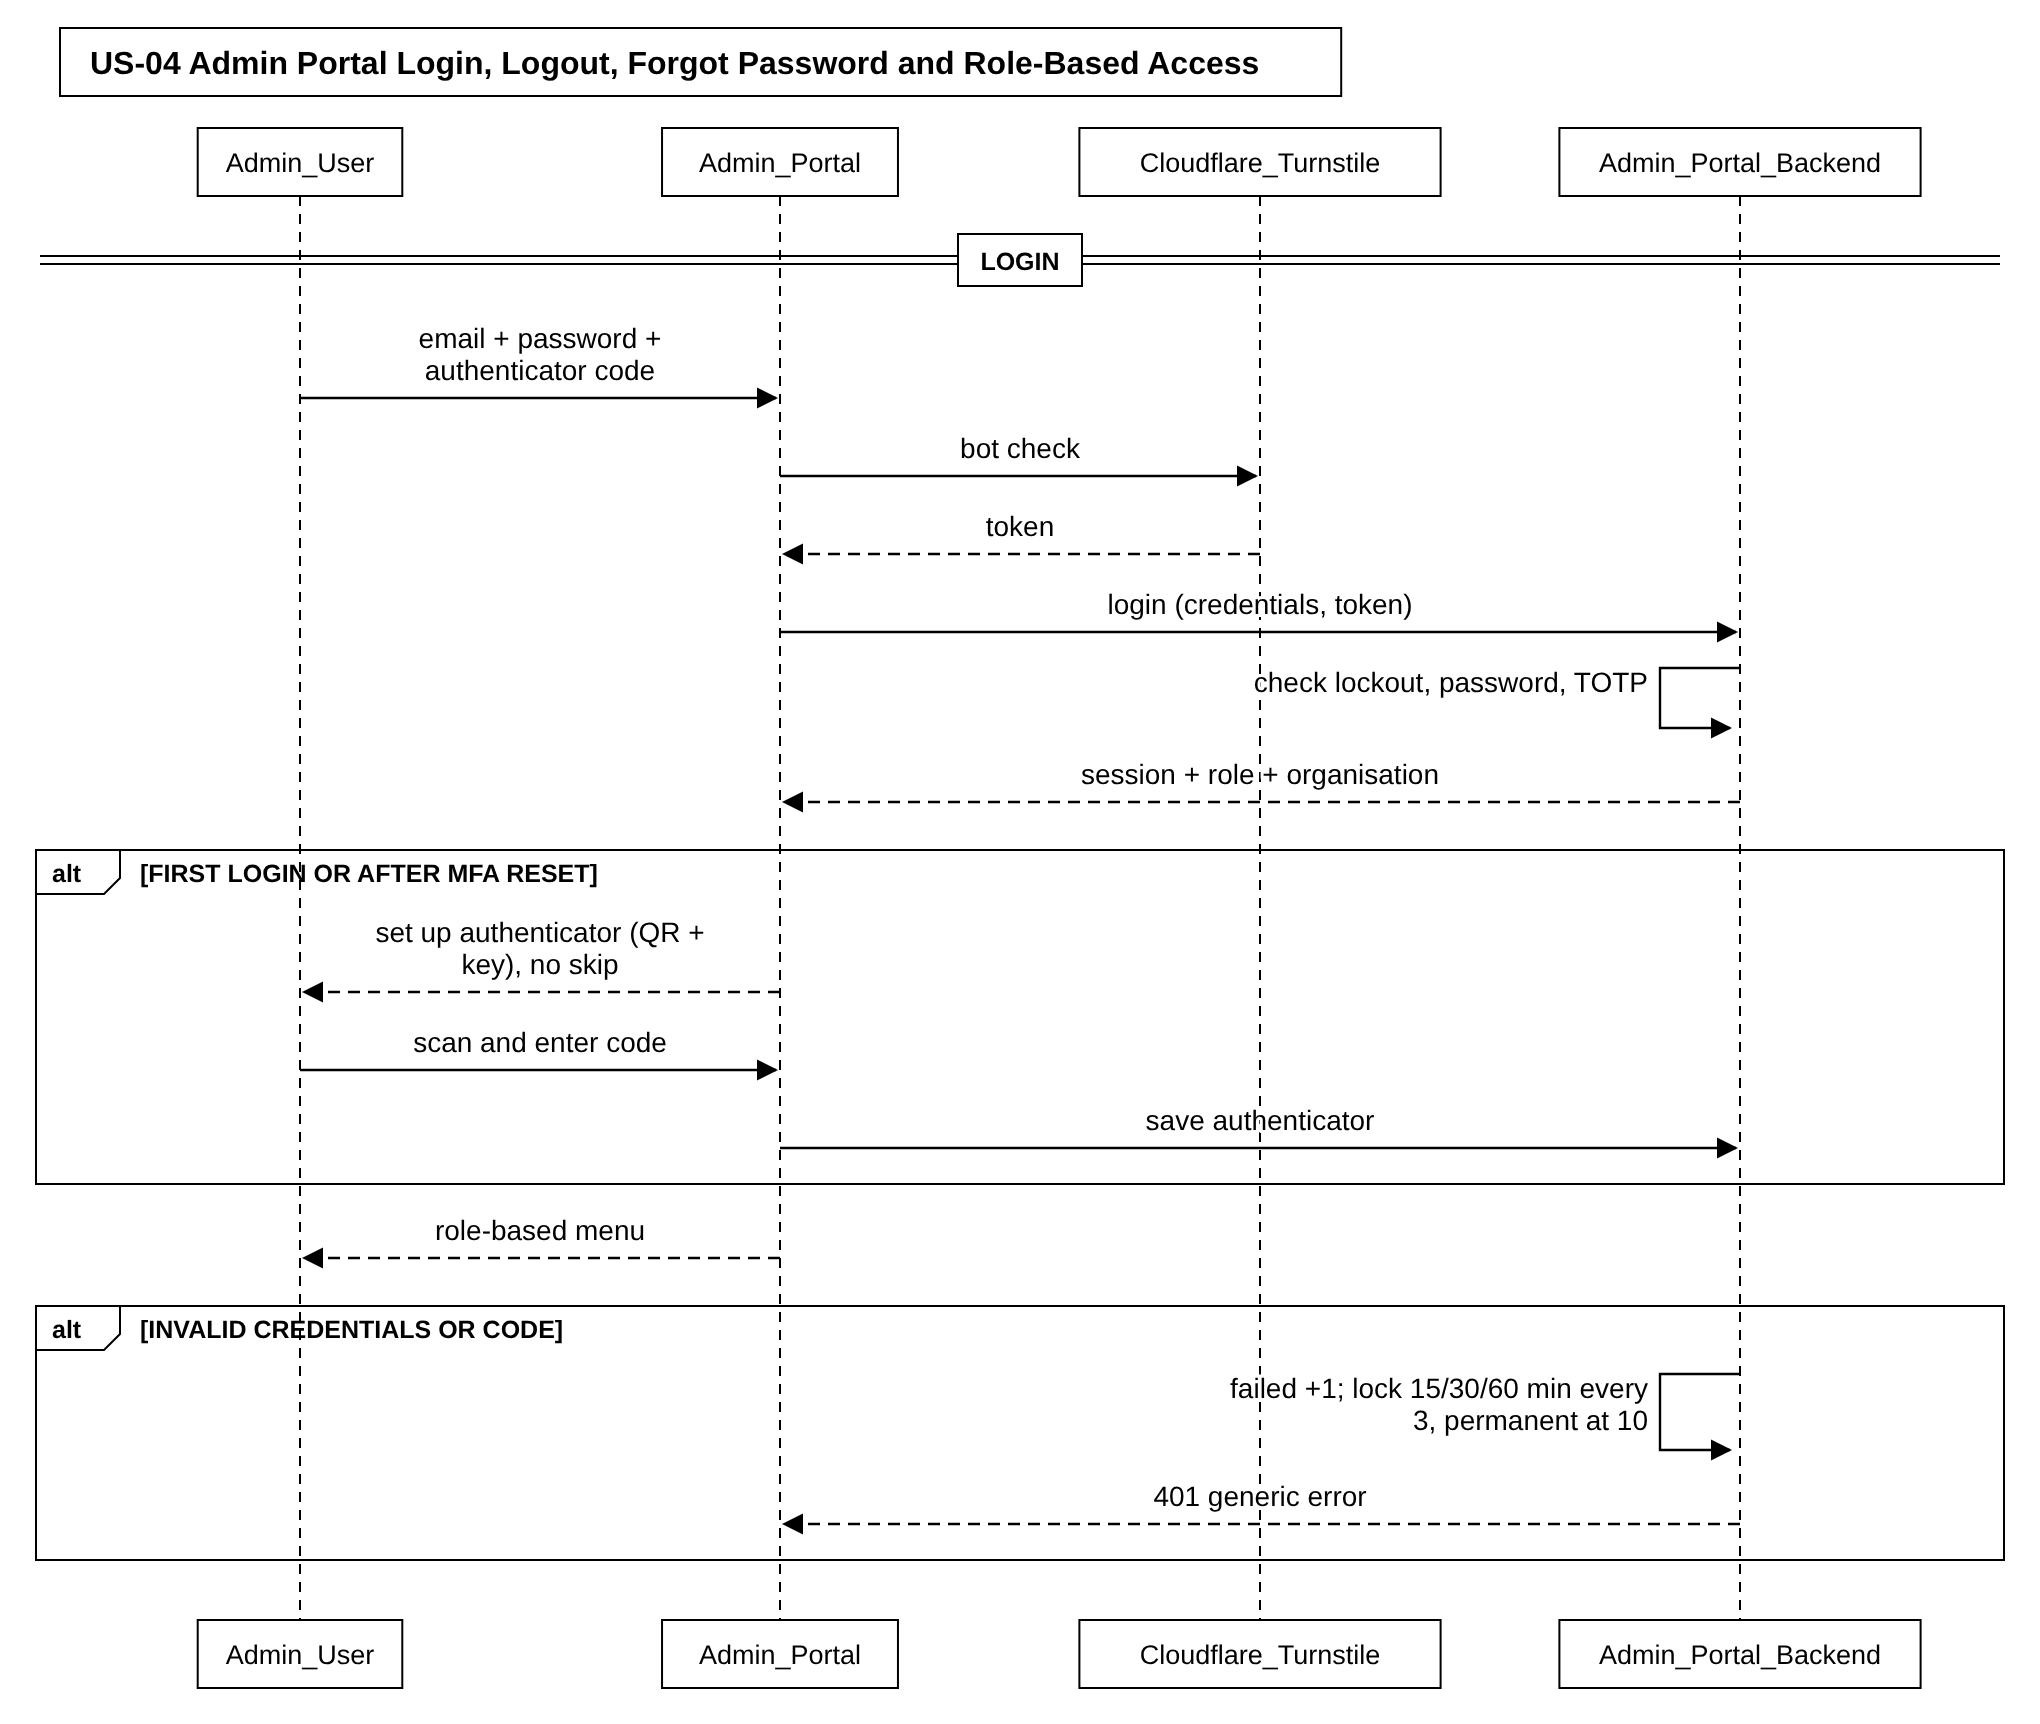 US-04 Admin Portal Login, Logout, Forgot Password and Role-Based Access
Admin_User
Admin_Portal
Cloudflare_Turnstile
Admin_Portal_Backend
LOGIN
email + password +
authenticator code
bot check
token
login (credentials, token)
check lockout, password, TOTP
session + role + organisation
alt
[FIRST LOGIN OR AFTER MFA RESET]
set up authenticator (QR +
key), no skip
scan and enter code
save authenticator
role-based menu
alt
[INVALID CREDENTIALS OR CODE]
failed +1; lock 15/30/60 min every
3, permanent at 10
401 generic error
Admin_User
Admin_Portal
Cloudflare_Turnstile
Admin_Portal_Backend